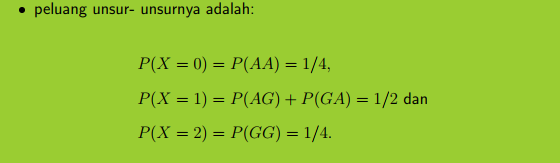 • peluang unsur- unsurnya adalah:
P(X = 0) = P(AA) = 1/4,
P(X = 1) = P(AG) + P(GA) = 1/2 dan
P(X = 2) = P(GG) = 1/4.